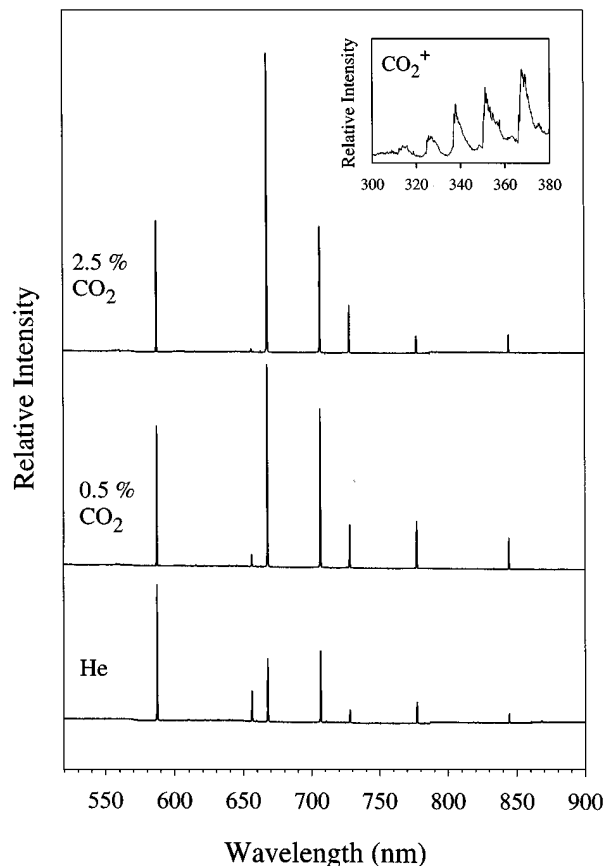 CO2+
Relative Intensity
300 320 340 360 380
2.5 %
CO2
0.5 %
CO2
He
Relative Intensity
550 600 650 700 750 800 850 900
Wavelength (nm)